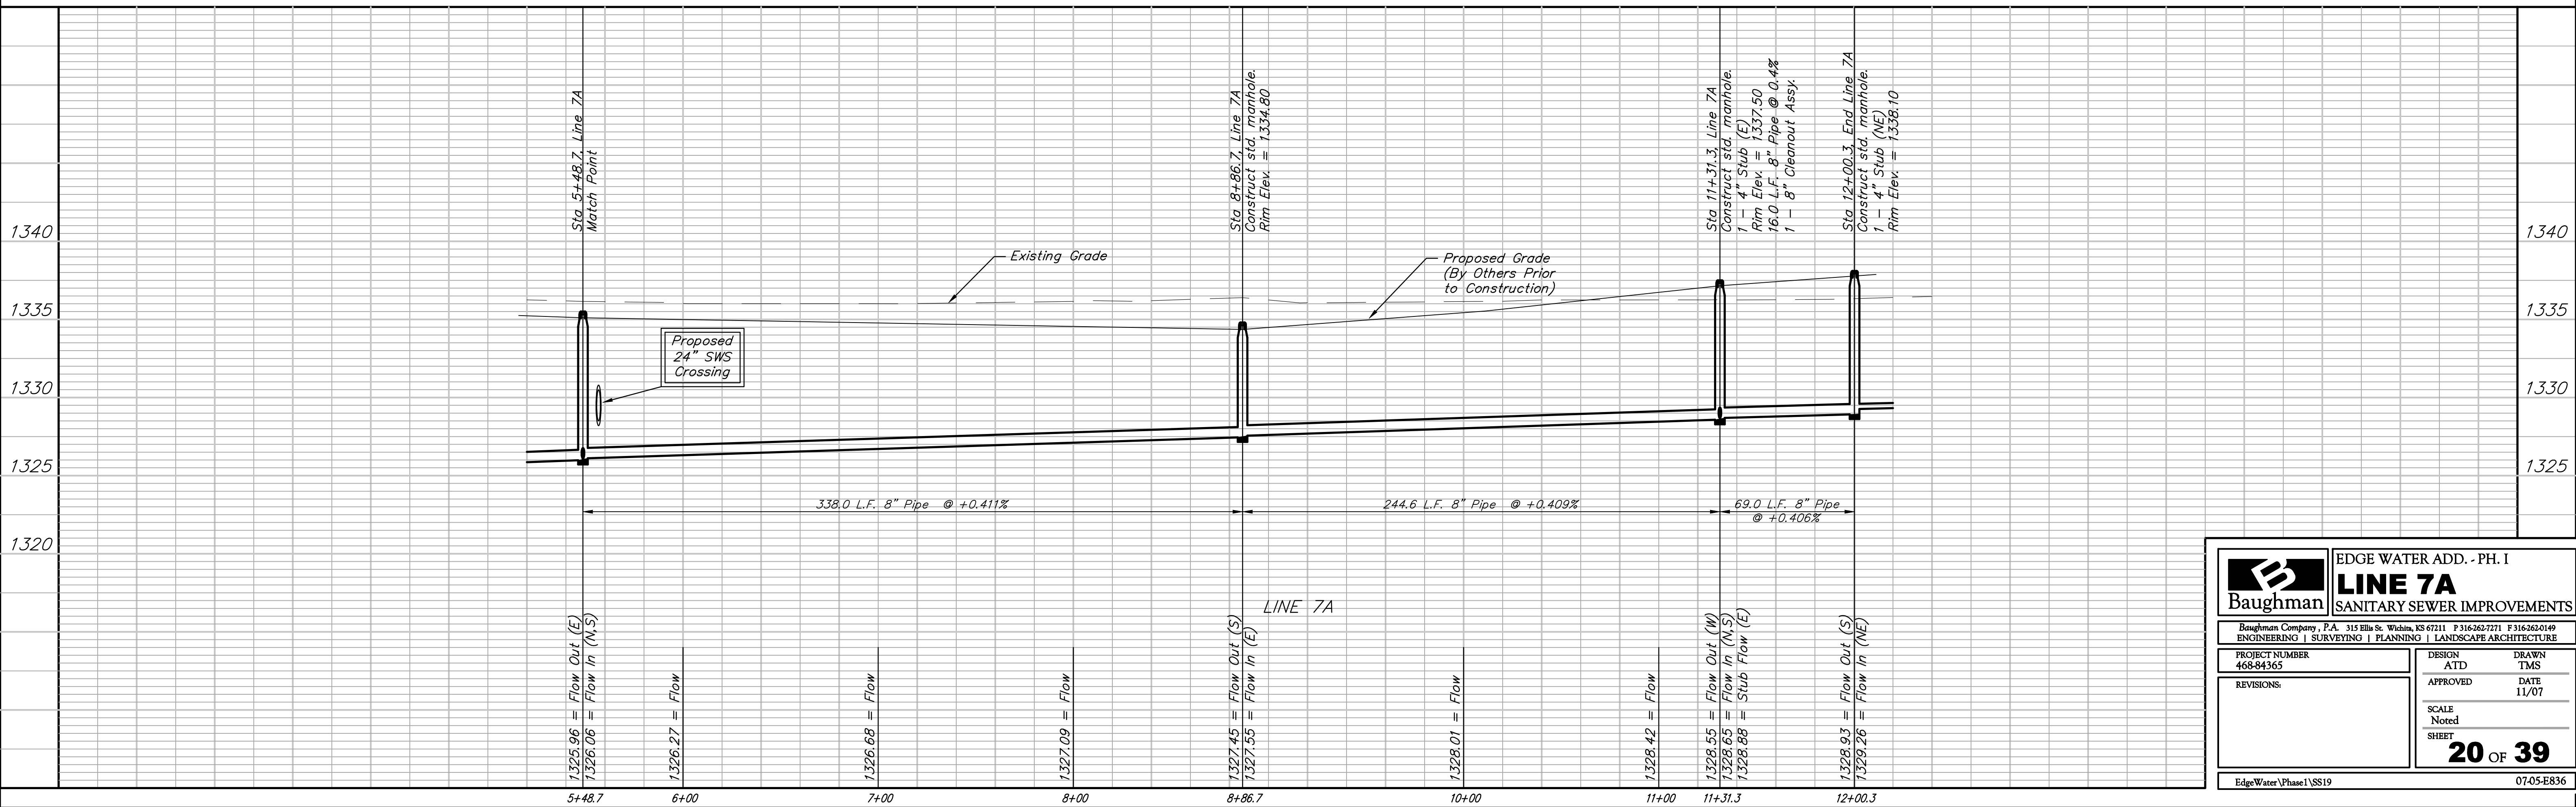 Sta 5+48.7, Line 7A
Match Point
Sta 8+86.7, Line 7A
Construct std. manhole.
Rim Elev. = 1334.80
Sta 11+31.3, Line 7A
Construct std. manhole.
1 - 4" Stub (E)
Rim Elev. = 1337.50
16.0 L.F. 8" Pipe @ 0.4%
1 - 8" Cleanout Assy.
Sta 12+00.3, End Line 7A
Construct std. manhole.
1 - 4" Stub (NE)
Rim Elev. = 1338.10
1340
1335
1330
1325
1320
1340
1335
1330
1325
Existing Grade
Proposed Grade
(By Others Prior
to Construction)
Proposed
24" SWS
Crossing
338.0 L.F. 8" Pipe @ +0.411%
244.6 L.F. 8" Pipe @ +0.409%
69.0 L.F. 8" Pipe
@ +0.406%
LINE 7A
1325.96 = Flow Out (E)
1326.06 = Flow In (N,S)
1326.27 = Flow
1326.68 = Flow
1327.09 = Flow
1327.45 = Flow Out (S)
1327.55 = Flow In (E)
1328.01 = Flow
1328.42 = Flow
1328.55 = Flow Out (W)
1328.65 = Flow In (N,S)
1328.88 = Stub Flow (E)
1328.93 = Flow Out (S)
1329.26 = Flow In (NE)
5+48.7
6+00
7+00
8+00
8+86.7
10+00
11+00
11+31.3
12+00.3
B
Baughman
EDGE WATER ADD. - PH. I
LINE 7A
SANITARY SEWER IMPROVEMENTS
Baughman Company, P.A. 315 Ellis St. Wichita, KS 67211 P 316-262-7271 F 316-262-0149
ENGINEERING | SURVEYING | PLANNING | LANDSCAPE ARCHITECTURE
PROJECT NUMBER
468-84365
REVISIONS:
DESIGN
ATD
DRAWN
TMS
APPROVED
DATE
11/07
SCALE
Noted
SHEET
20 OF 39
EdgeWater\Phase1\SS19
07-05-E836